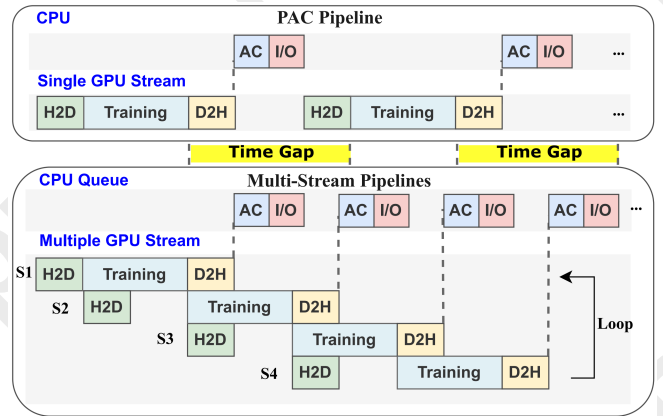 CPU
PAC Pipeline
AC I/O AC I/O ...
Single GPU Stream
H2D Training D2H H2D Training D2H ...
Time Gap Time Gap
CPU Queue
Multi-Stream Pipelines
AC I/O AC I/O AC I/O AC I/O ...
Multiple GPU Stream
S1 H2D Training D2H
S2 H2D Training D2H
S3 H2D Training D2H
Loop
S4 H2D Training D2H